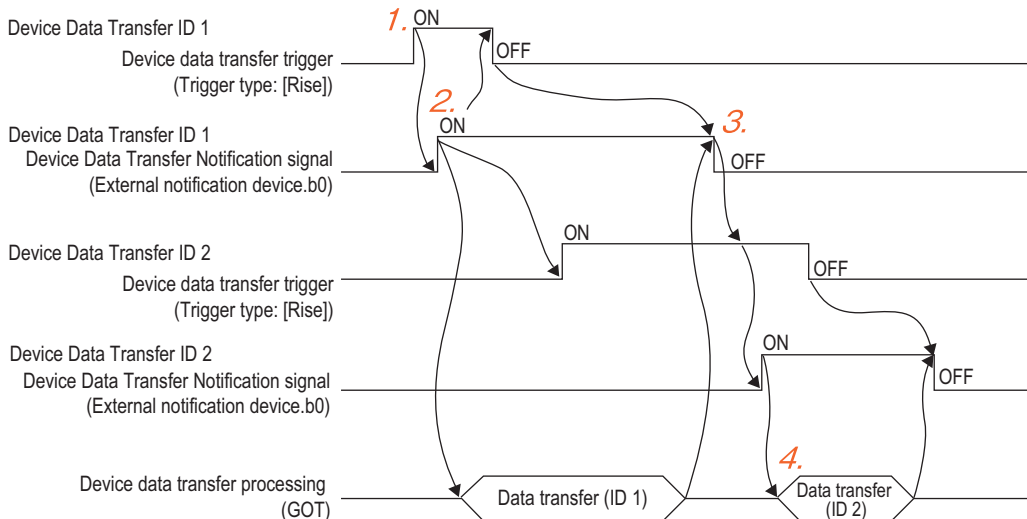 1.
ON
Device Data Transfer ID 1
OFF
Device data transfer trigger
(Trigger type: [Rise])
2.
ON
3.
Device Data Transfer ID 1
Device Data Transfer Notification signal
OFF
(External notification device.b0)
ON
Device Data Transfer ID 2
OFF
Device data transfer trigger
(Trigger type: [Rise])
ON
Device Data Transfer ID 2
Device Data Transfer Notification signal
OFF
(External notification device.b0)
4.
Device data transfer processing
(GOT)
Data transfer (ID 1)
Data transfer
(ID 2)